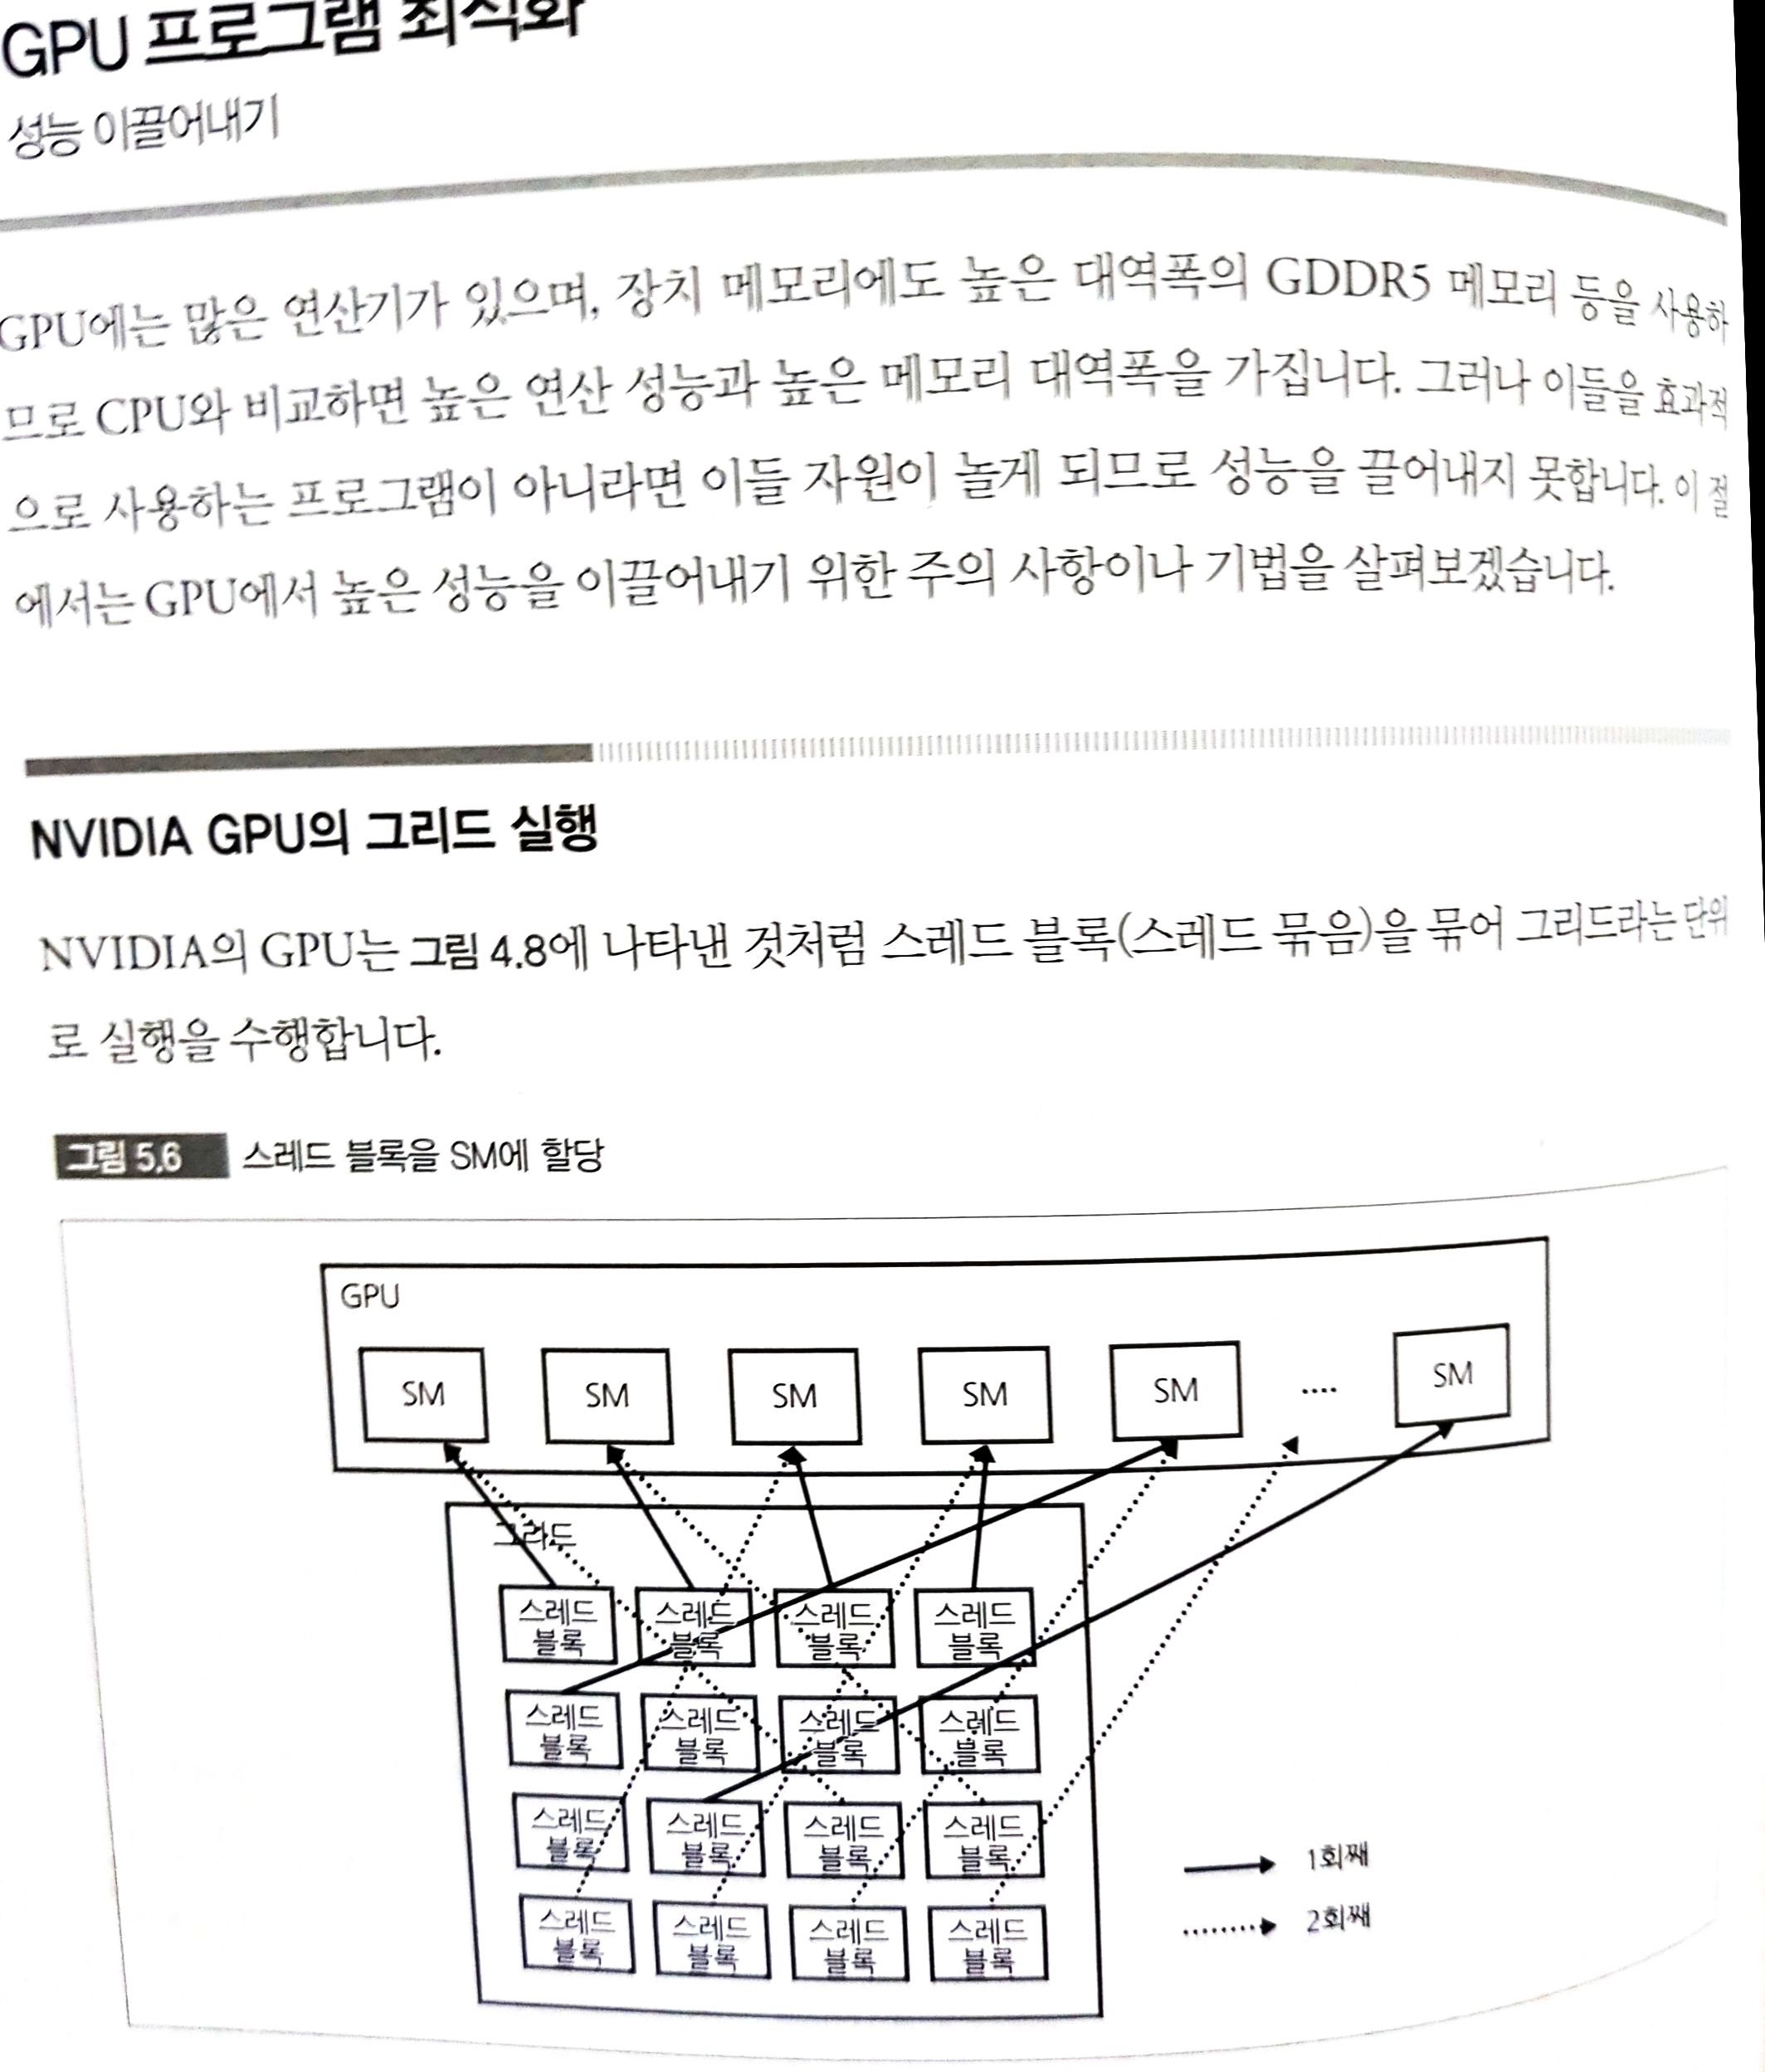 GPU 프로그램 최적화
성능 이끌어내기
GPU에는 많은 연산기가 있으며, 장치 메모리에도 높은 대역폭의 GDDR5 메모리 등을 사용하
므로 CPU와 비교하면 높은 연산 성능과 높은 메모리 대역폭을 가집니다. 그러나 이들을 효과적
으로 사용하는 프로그램이 아니라면 이들 자원이 놀게 되므로 성능을 끌어내지 못합니다. 이 절
에서는 GPU에서 높은 성능을 이끌어내기 위한 주의 사항이나 기법을 살펴보겠습니다.
NVIDIA GPU의 그리드 실행
NVIDIA의 GPU는 그림 4.8에 나타낸 것처럼 스레드 블록(스레드 묶음)을 묶어 그리드라는 단위
로 실행을 수행합니다.
그림 5.6 스레드 블록을 SM에 할당
GPU
SM SM SM SM SM .... SM
그리드
스레드 스레드 스레드 스레드
블록 블록 블록 블록
스레드 스레드 스레드 스레드
블록 블록 블록 블록
스레드 스레드 스레드 스레드
블록 블록 블록 블록
스레드 스레드 스레드 스레드
블록 블록 블록 블록
1회째
2회째